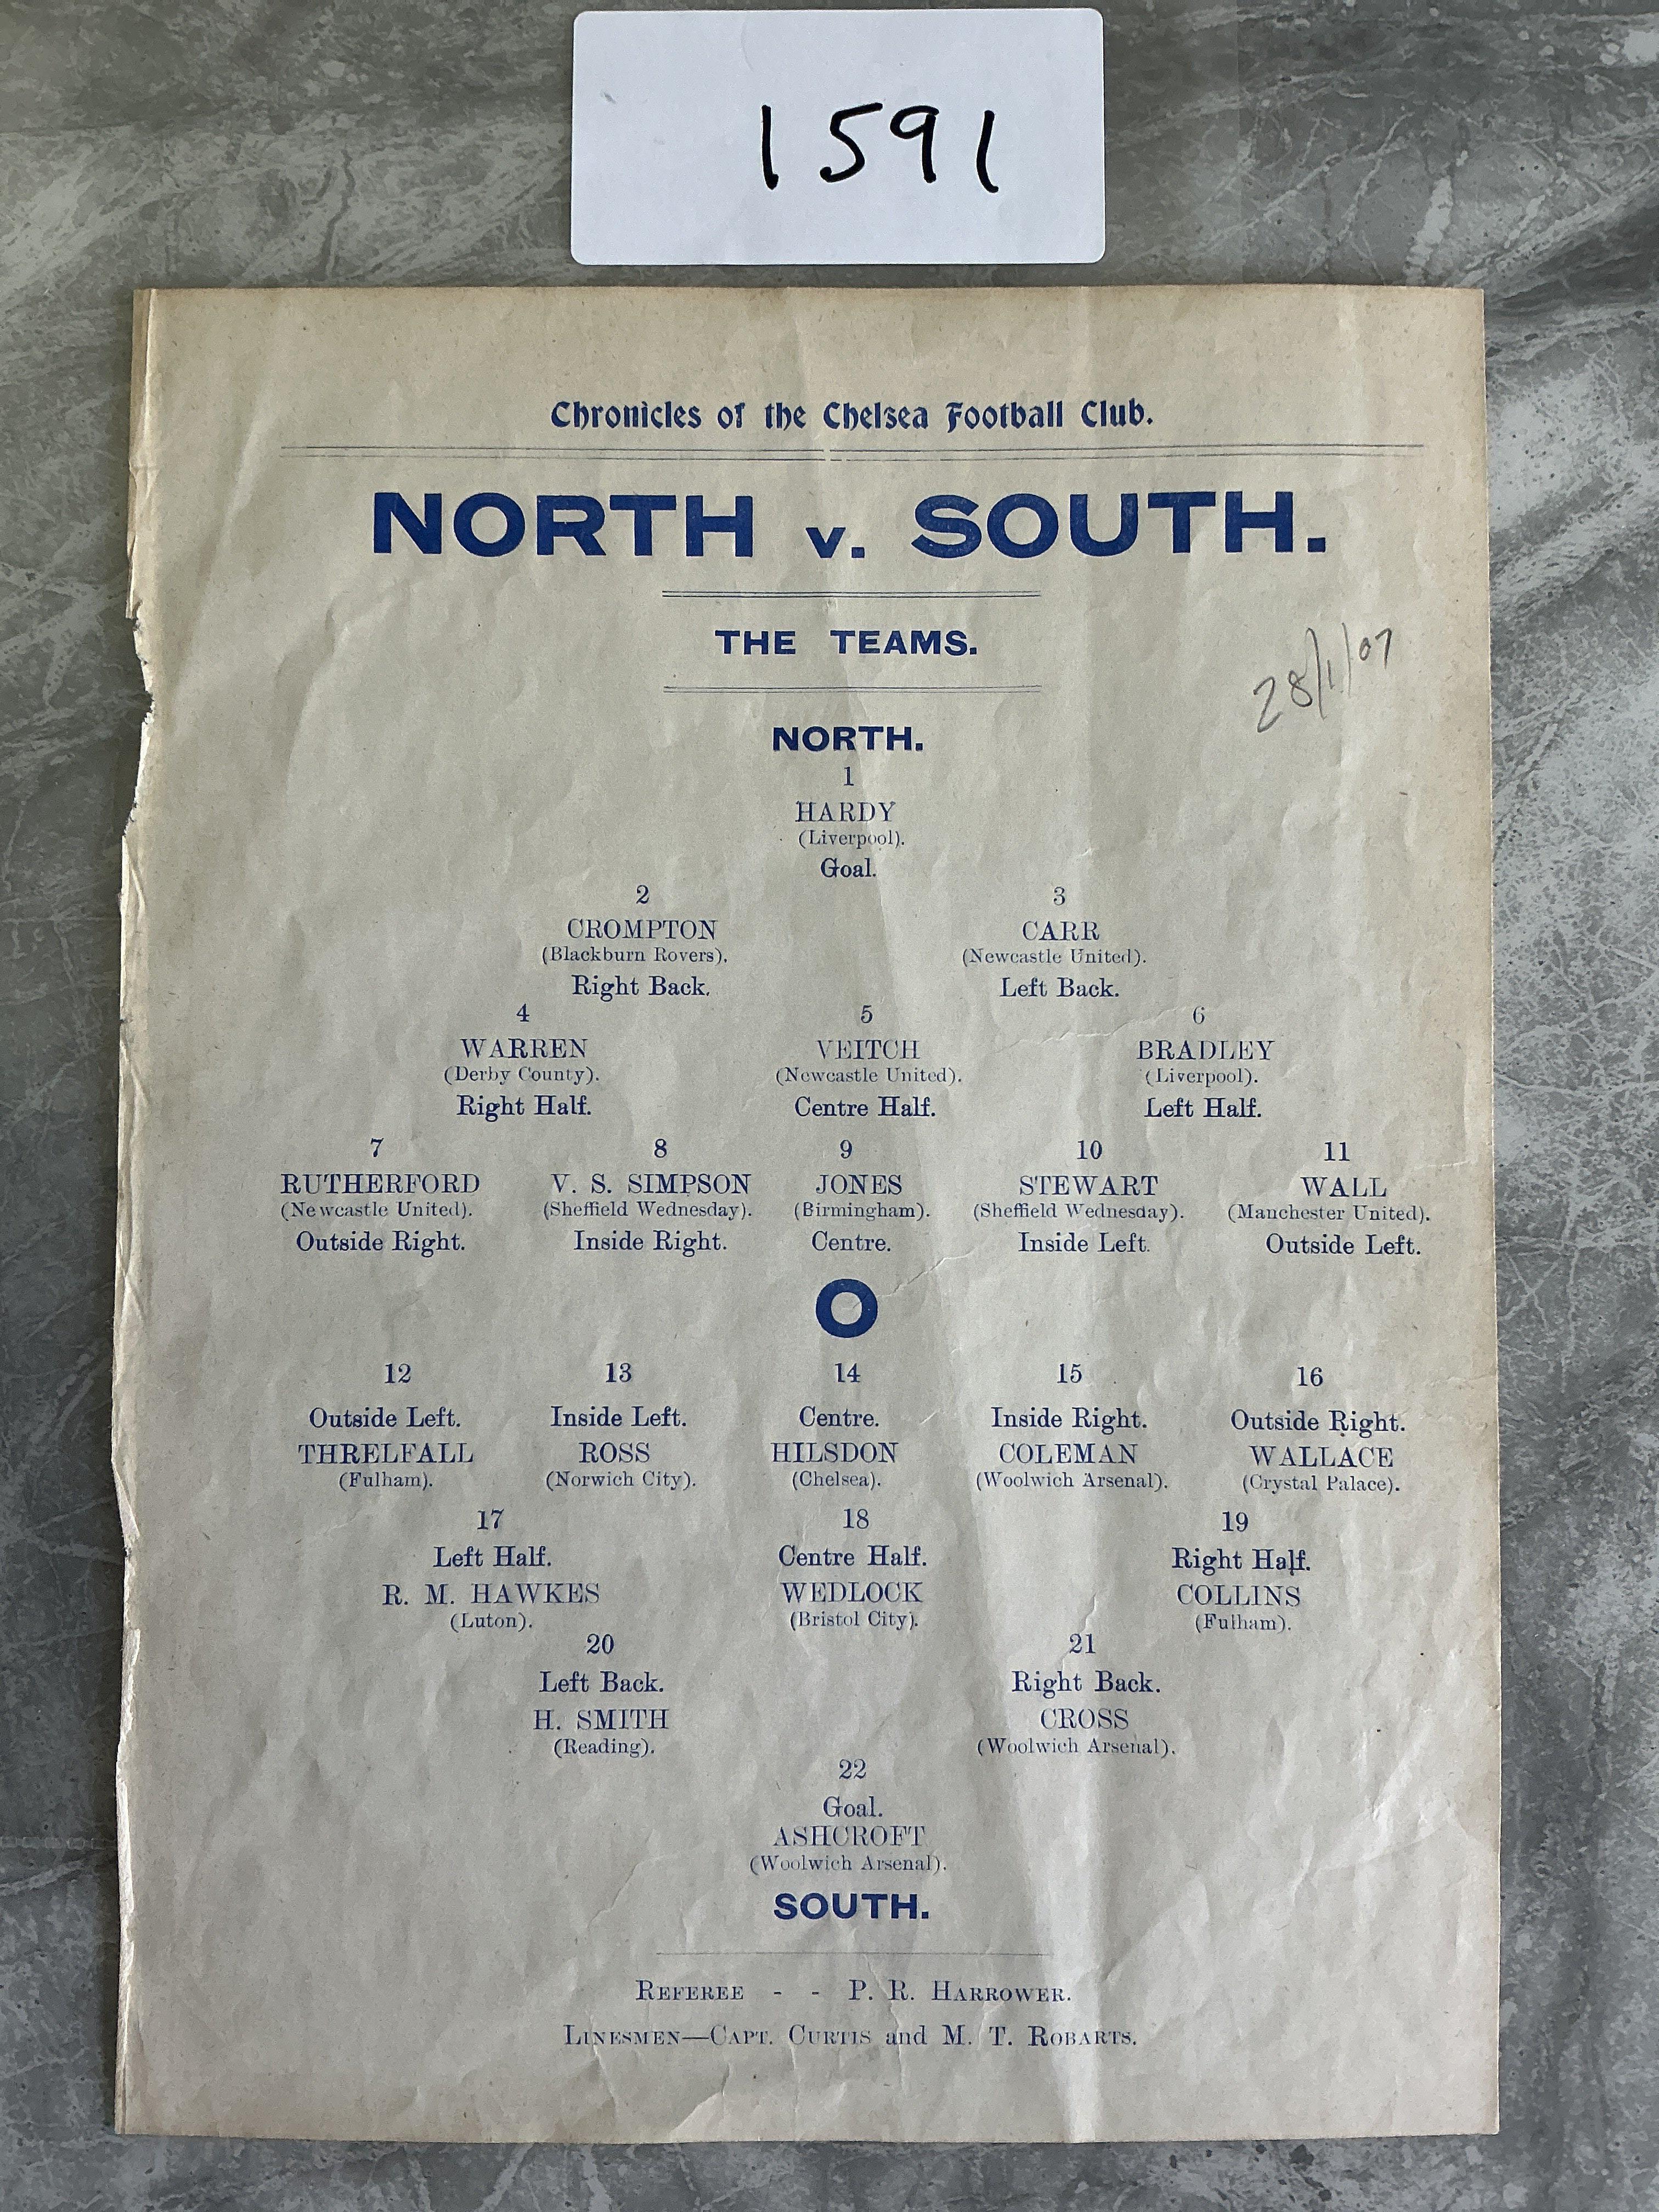 1591
Chronicles of the Chelsea Football Club.
NORTH v. SOUTH.
THE TEAMS.
28/1/07
NORTH.
1
HARDY
(Liverpool).
Goal.
2 3
CROMPTON CARR
(Blackburn Rovers). (Newcastle United).
Right Back. Left Back.
4 5 6
WARREN VEITCH BRADLEY
(Derby County). (Newcastle United). (Liverpool).
Right Half. Centre Half. Left Half.
7 8 9 10 11
RUTHERFORD V. S. SIMPSON JONES STEWART WALL
(Newcastle United). (Sheffield Wednesday). (Birmingham). (Sheffield Wednesday). (Manchester United).
Outside Right. Inside Right. Centre. Inside Left. Outside Left.
O
12 13 14 15 16
Outside Left. Inside Left. Centre. Inside Right. Outside Right.
THRELFALL ROSS HILSDON COLEMAN WALLACE
(Fulham). (Norwich City). (Chelsea). (Woolwich Arsenal). (Crystal Palace).
17 18 19
Left Half. Centre Half. Right Half.
R. M. HAWKES WEDLOCK COLLINS
(Luton). (Bristol City). (Fulham).
20 21
Left Back. Right Back.
H. SMITH CROSS
(Reading). (Woolwich Arsenal).
22
Goal.
ASHCROFT
(Woolwich Arsenal).
SOUTH.
REFEREE - - P. R. HARROWER.
LINESMEN—CAPT. CURTIS and M. T. ROBARTS.